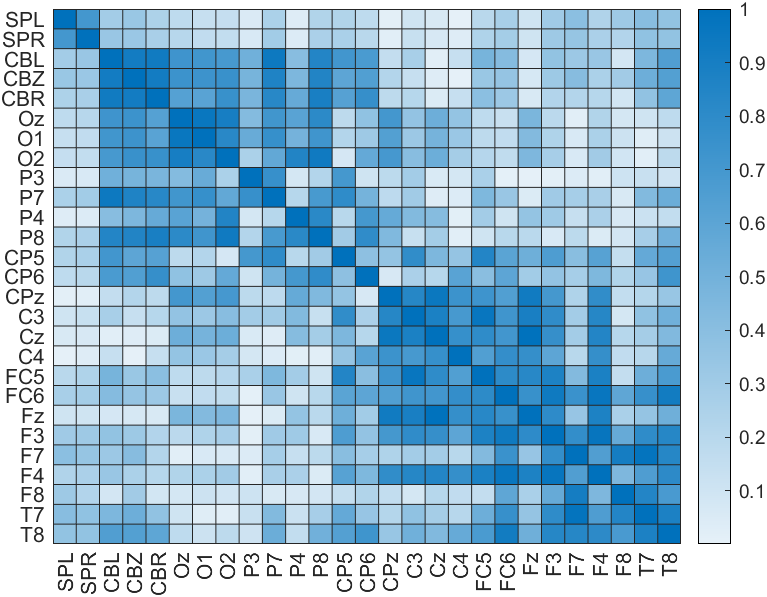 SPL
SPR
CBL
CBZ
CBR
Oz
O1
O2
P3
P7
P4
P8
CP5
CP6
CPz
C3
Cz
C4
FC5
FC6
Fz
F3
F7
F4
F8
T7
T8
SPL SPR CBL CBZ CBR Oz O1 O2 P3 P7 P4 P8 CP5 CP6 CPz C3 Cz C4 FC5 FC6 Fz F3 F7 F4 F8 T7 T8
1
0.9
0.8
0.7
0.6
0.5
0.4
0.3
0.2
0.1